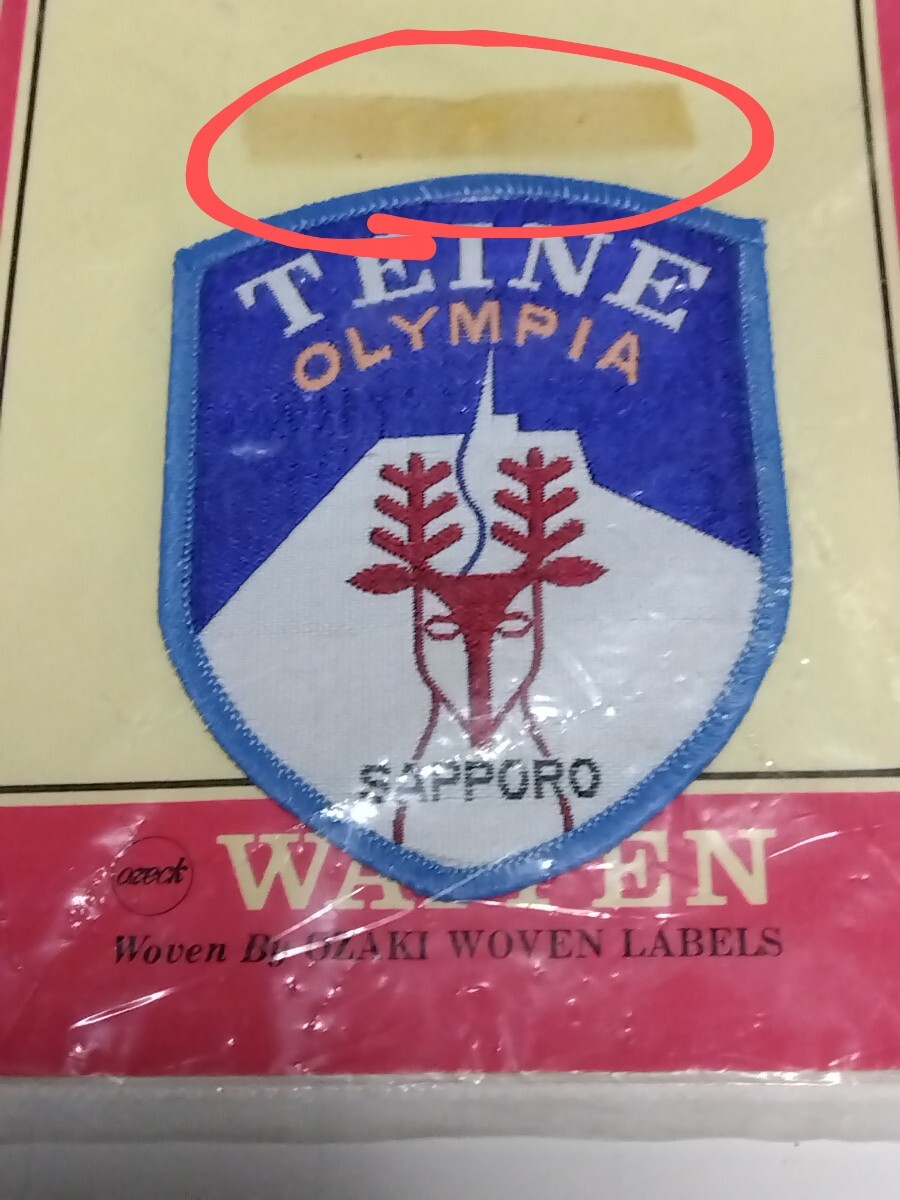 TEINE
OLYMPIA
SAPPORO
ozeck
WAPPEN
Woven By OZAKI WOVEN LABELS